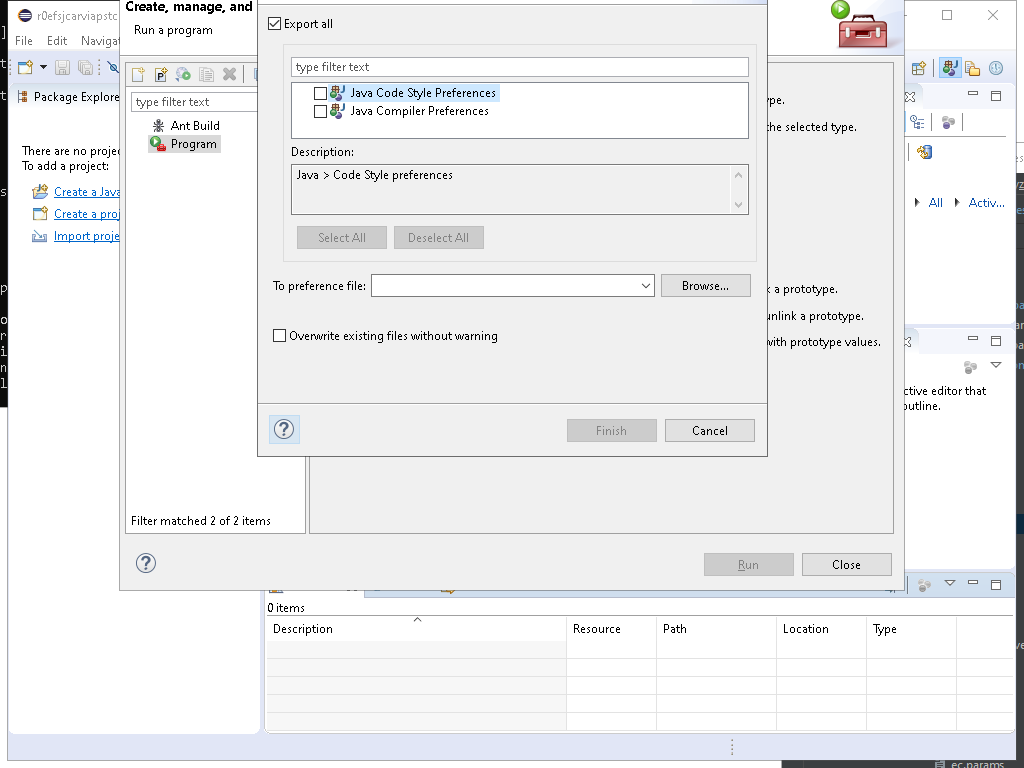 r0efsjcarviapstc
File Edit Navigat
Package Explore
There are no projec
To add a project:
Create a Java
Create a proj
Import proje
Create, manage, and
Run a program
type filter text
Ant Build
Program
Filter matched 2 of 2 items
Export all
type filter text
Java Code Style Preferences
Java Compiler Preferences
Description:
Java > Code Style preferences
Select All
Deselect All
To preference file:
Browse...
Overwrite existing files without warning
Finish
Cancel
ype.
he selected type.
k a prototype.
unlink a prototype.
with prototype values.
Run
Close
All
Activ...
ctive editor that
outline.
0 items
Description Resource Path Location Type
ec.params